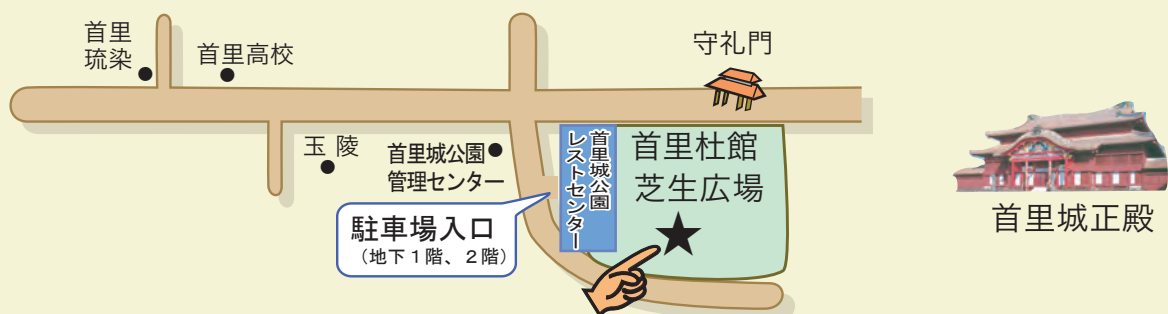 首里
琉染
首里高校
守礼門
玉 陵
首里城公園
管理センター
首里城公園
レストセンター
首里杜館
芝生広場
駐車場入口
（地下１階、２階）
首里城正殿